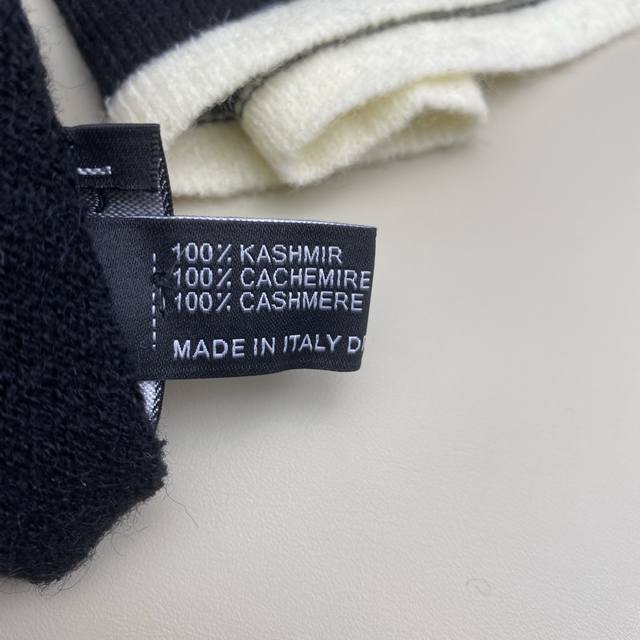 100% KASHMIR
100% CACHEMIRE
100% CASHMERE
MADE IN ITALY